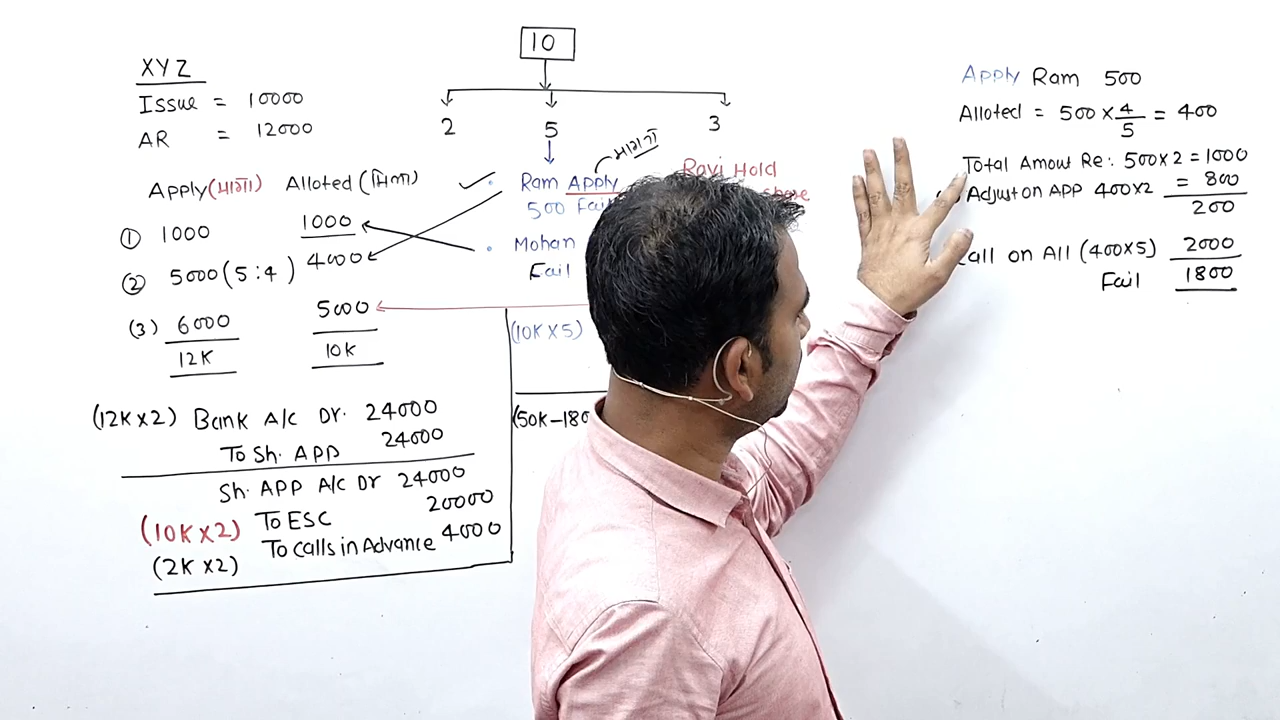 10
2 5 3
XYZ
Issue = 10000
AR = 12000
Apply (माँगा) Alloted (मिला)
① 1000 1000
② 5000 (5:4) 4000
(3) 6000 5000
12K 10K
(12K×2) Bank A/c Dr. 24000
To Sh. APP 24000
Sh. APP A/c Dr 24000
(10K×2) To ESC 20000
(2K×2) To Calls in Advance 4000
माँगा
Ram Apply
500 Fail
Mohan
Fail
Ravi Hold
(10K×5)
(50K-180
Apply Ram 500
Alloted = 500 × 4/5 = 400
Total Amout Re: 500×2 = 1000
Adjust on APP 400×2 = 800
200
all on All (400×5) 2000
Fail 1800